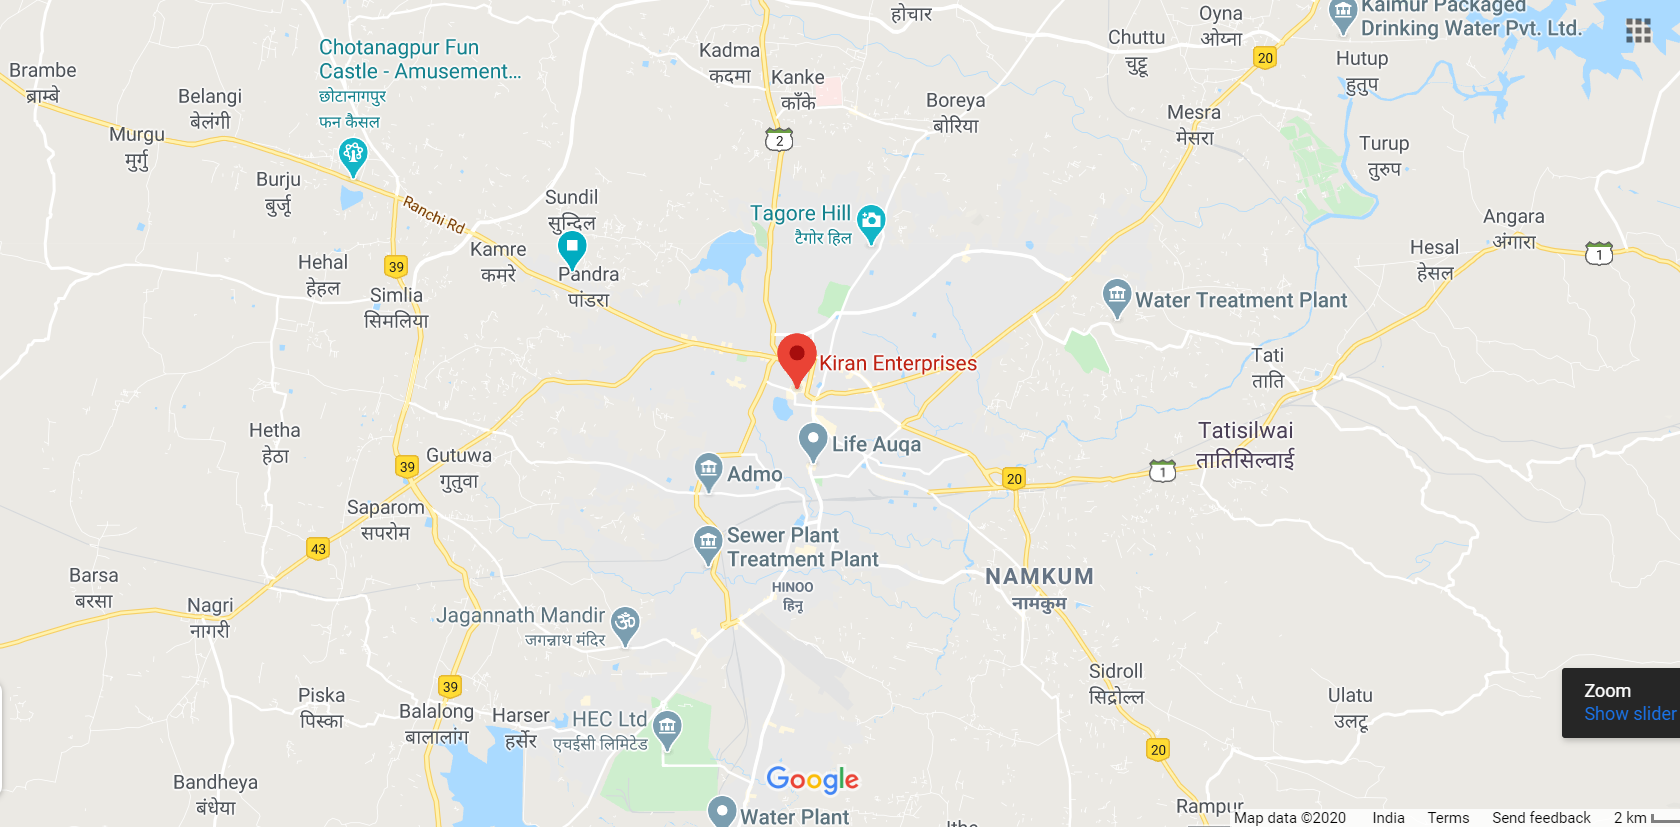 होचार
Oyna
ओय्ना
Kaimur Packaged
Drinking Water Pvt. Ltd.
Chotanagpur Fun
Castle - Amusement...
छोटानागपुर
फन कैसल
Kadma
कदमा
Chuttu
चुट्टू
20
Hutup
हुतुप
Brambe
ब्राम्बे
Kanke
काँके
Belangi
बेलंगी
Boreya
बोरिया
Mesra
मेसरा
Murgu
मुर्गु
2
Turup
तुरुप
Burju
बुर्जू
Ranchi Rd
Sundil
सुन्दिल
Tagore Hill
टैगोर हिल
Angara
अंगारा
Kamre
कमरे
Hesal
हेसल
1
Hehal
हेहल
39
Pandra
पांडरा
Simlia
सिमलिया
Water Treatment Plant
Kiran Enterprises
Tati
ताति
Hetha
हेठा
Life Auqa
Tatisilwai
तातिसिल्वाई
39
Gutuwa
गुतुवा
Admo
20
1
Saparom
सपरोम
43
Sewer Plant
Treatment Plant
Barsa
बरसा
HINOO
हिनू
NAMKUM
नामकुम
Nagri
नागरी
Jagannath Mandir
जगन्नाथ मंदिर
Piska
पिस्का
39
Sidroll
सिद्रोल्ल
Ulatu
उलटू
Zoom
Show slider
Balalong
बालालांग
Harser
हर्सेर
HEC Ltd
एचईसी लिमिटेड
20
Bandheya
बंधेया
Google
Water Plant
Rampur
Map data ©2020 India Terms Send feedback 2 km